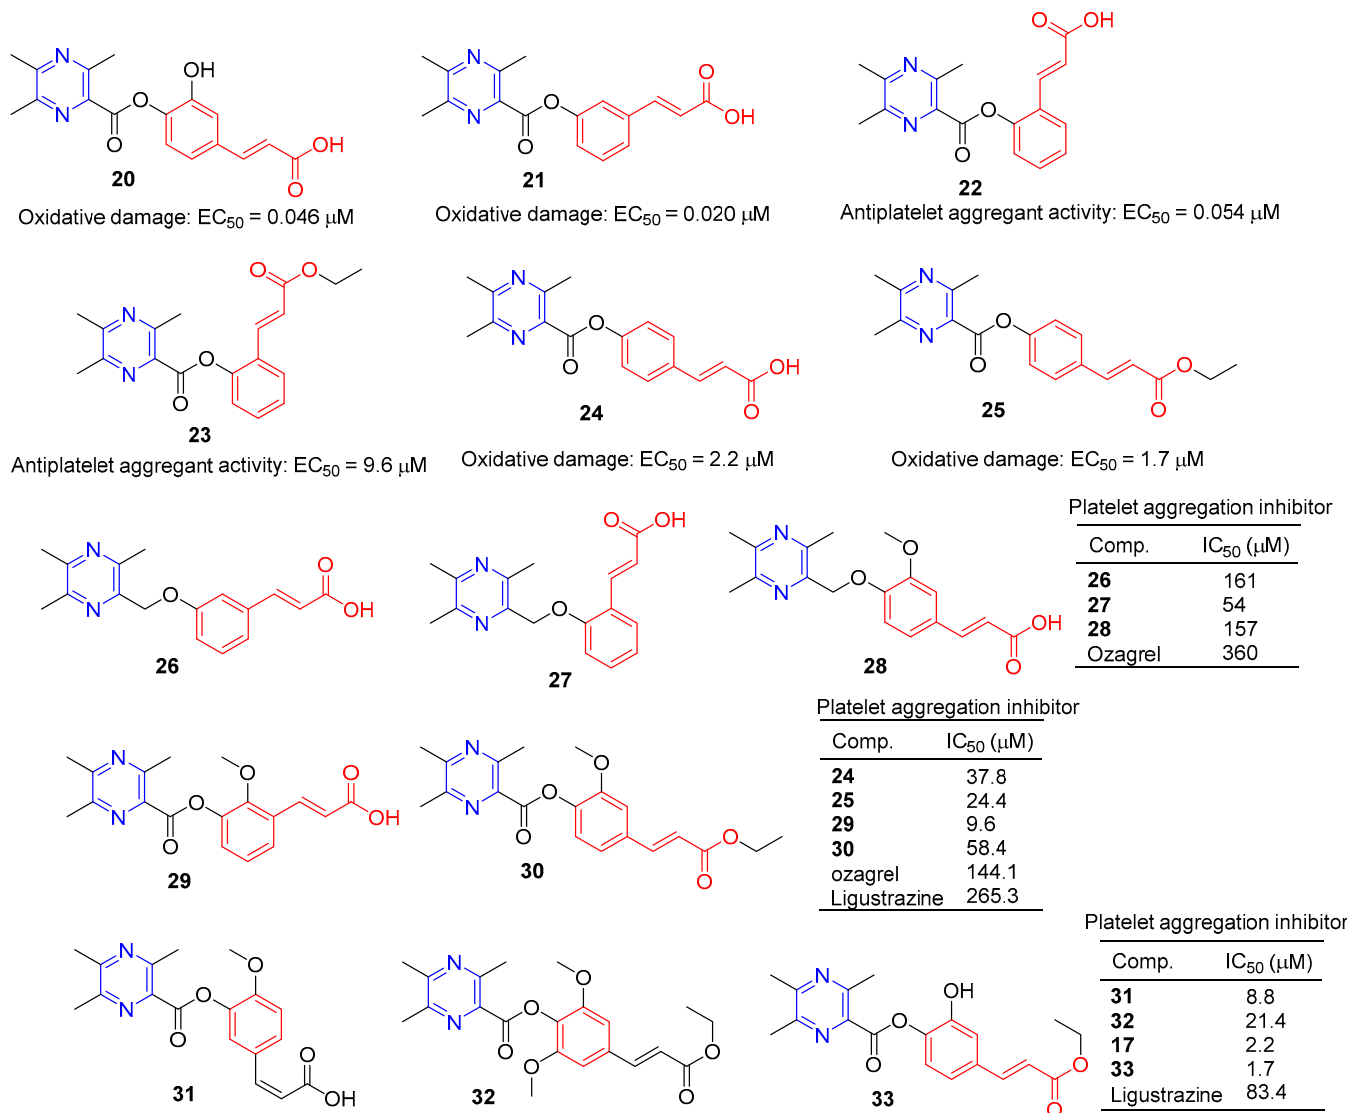 N
N
O
O
OH
O
OH
20
Oxidative damage: EC50 = 0.046 μM
N
N
O
O
O
OH
21
Oxidative damage: EC50 = 0.020 μM
O
OH
N
N
O
O
22
Antiplatelet aggregant activity: EC50 = 0.054 μM
O
O
N
N
O
O
23
Antiplatelet aggregant activity: EC50 = 9.6 μM
N
N
O
O
OH
O
24
Oxidative damage: EC50 = 2.2 μM
N
N
O
O
O
O
25
Oxidative damage: EC50 = 1.7 μM
N
N
O
O
OH
26
O
OH
N
N
O
27
N
N
O
O
OH
O
28
Platelet aggregation inhibitor
Comp. IC50 (μM)
26 161
27 54
28 157
Ozagrel 360
N
N
O
O
O
O
OH
29
N
N
O
O
O
O
O
30
Platelet aggregation inhibitor
Comp. IC50 (μM)
24 37.8
25 24.4
29 9.6
30 58.4
ozagrel 144.1
Ligustrazine 265.3
N
N
O
O
O
O
OH
31
N
N
O
O
O
O
O
O
32
N
N
O
O
OH
O
O
33
Platelet aggregation inhibitor
Comp. IC50 (μM)
31 8.8
32 21.4
17 2.2
33 1.7
Ligustrazine 83.4